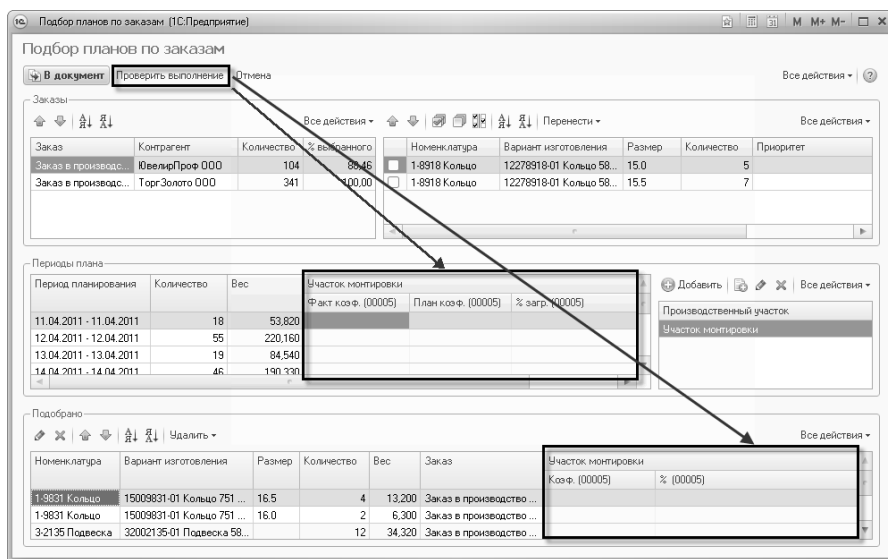 Подбор планов по заказам (1С:Предприятие)
M M+ M-
Подбор планов по заказам
В документ Проверить выполнение Отмена Все действия
Заказы
Все действия Перенести Все действия
Заказ Контрагент Количество % выбранного Номенклатура Вариант изготовления Размер Количество Приоритет
Заказ в производс... ЮвелирПроф ООО 104 88,46 1-8918 Кольцо 12278918-01 Кольцо 58... 15.0 5
Заказ в производс... ТоргЗолото ООО 341 100,00 1-8918 Кольцо 12278918-01 Кольцо 58... 15.5 7
Периоды плана
Период планирования Количество Вес Участок монтировки Добавить Все действия
Факт коэф. (00005) План коэф. (00005) % загр. (00005) Производственный участок
11.04.2011 - 11.04.2011 18 53,820 Участок монтировки
12.04.2011 - 12.04.2011 55 220,160
13.04.2011 - 13.04.2011 19 84,540
14.04.2011 - 14.04.2011 46 190,330
Подобрано
Удалить Все действия
Номенклатура Вариант изготовления Размер Количество Вес Заказ Участок монтировки
Коэф. (00005) % (00005)
1-9831 Кольцо 15009831-01 Кольцо 751 ... 16.5 4 13,200 Заказ в производство ...
1-9831 Кольцо 15009831-01 Кольцо 751 ... 16.0 2 6,300 Заказ в производство ...
3-2135 Подвеска 32002135-01 Подвеска 58... 12 34,320 Заказ в производство ...